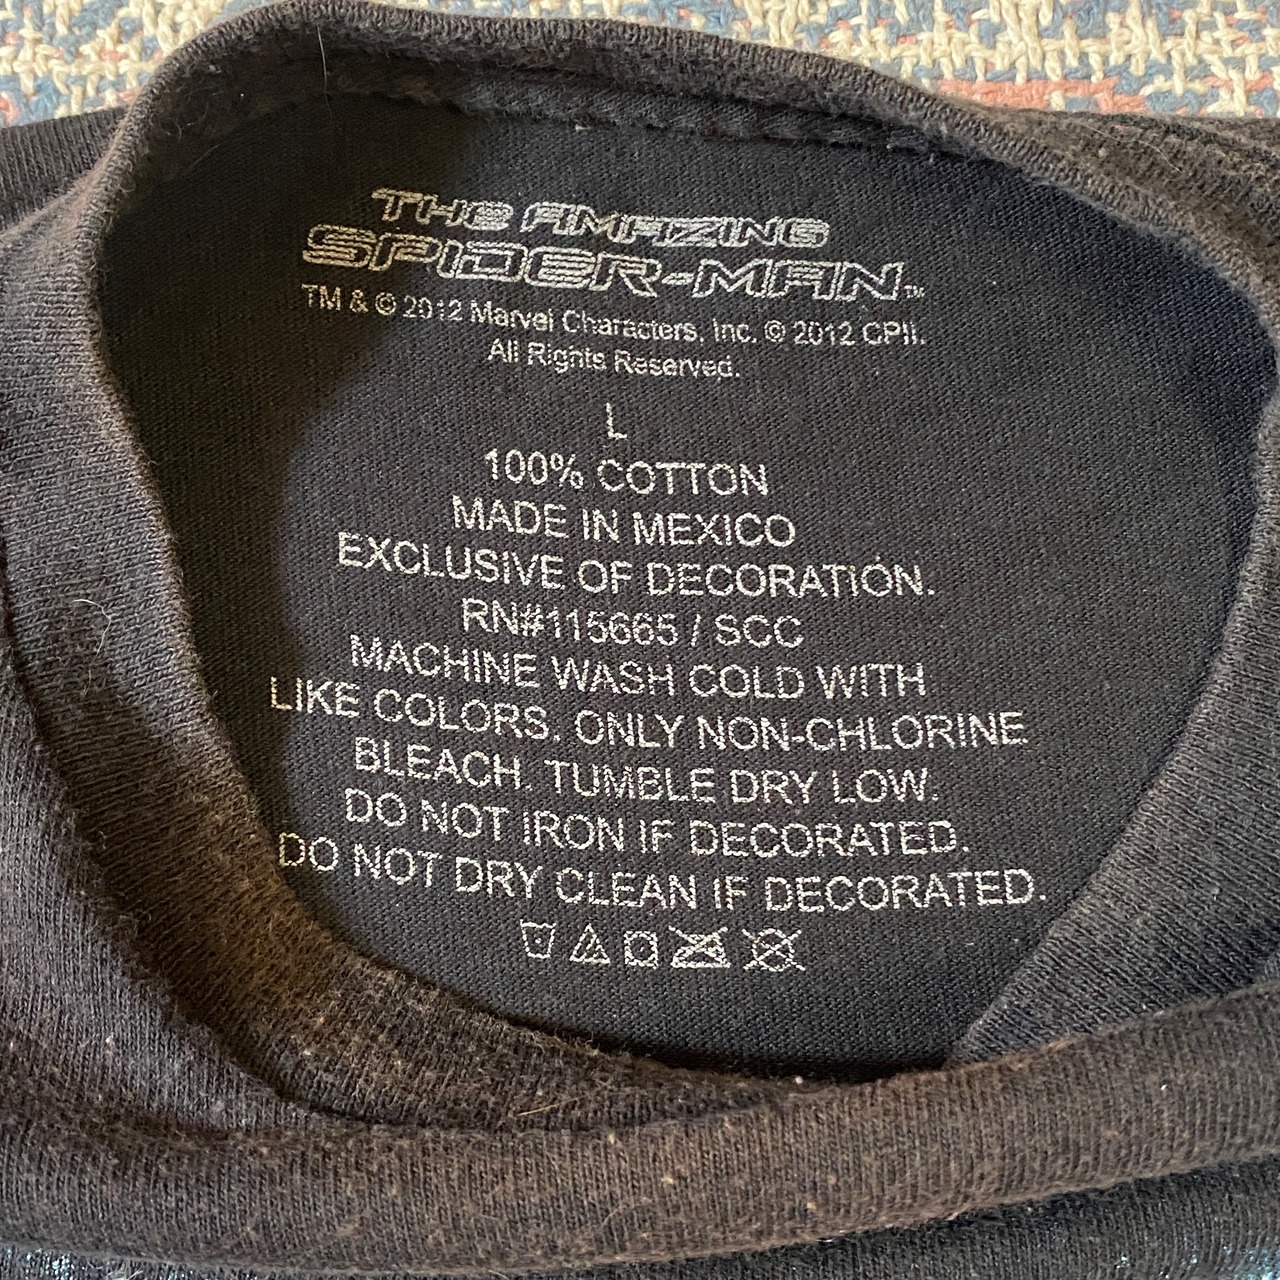 THE AMAZING
SPIDER-MAN™
TM & © 2012 Marvel Characters, Inc. © 2012 CPII.
All Rights Reserved.
L
100% COTTON
MADE IN MEXICO
EXCLUSIVE OF DECORATION.
RN#115665 / SCC
MACHINE WASH COLD WITH
LIKE COLORS. ONLY NON-CHLORINE
BLEACH. TUMBLE DRY LOW.
DO NOT IRON IF DECORATED.
DO NOT DRY CLEAN IF DECORATED.